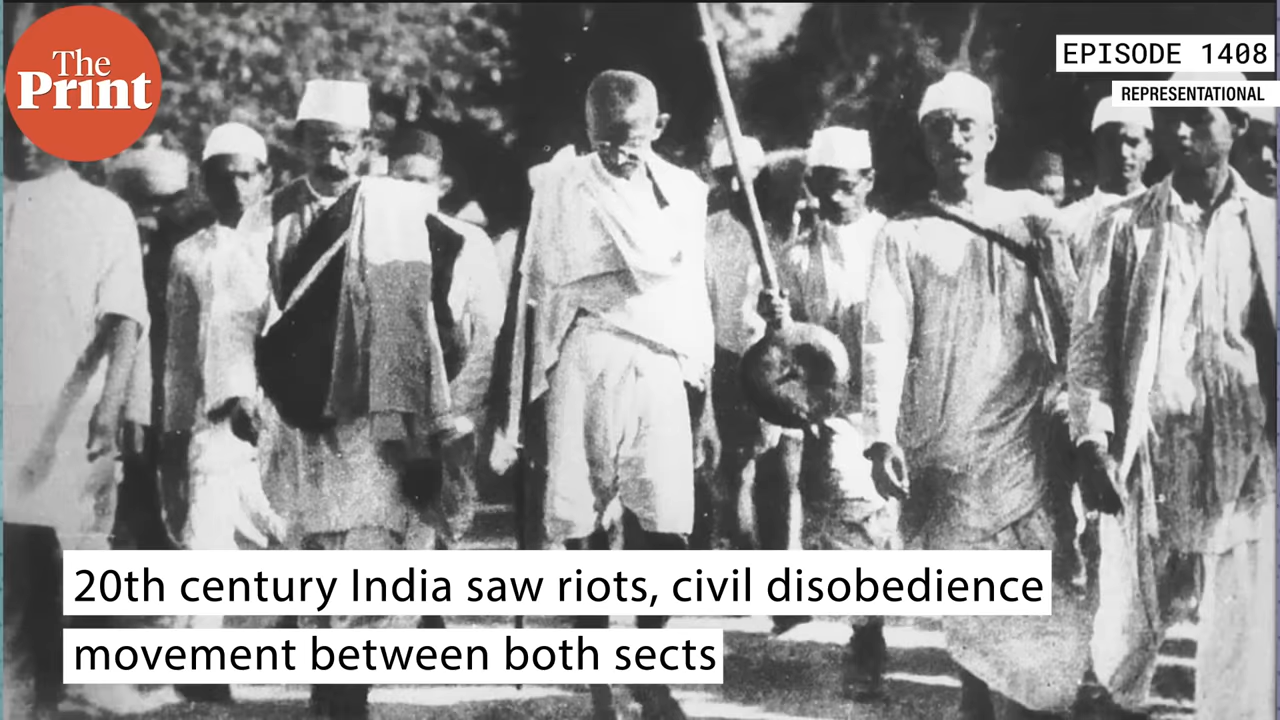 The
Print
EPISODE 1408
REPRESENTATIONAL
20th century India saw riots, civil disobedience
movement between both sects